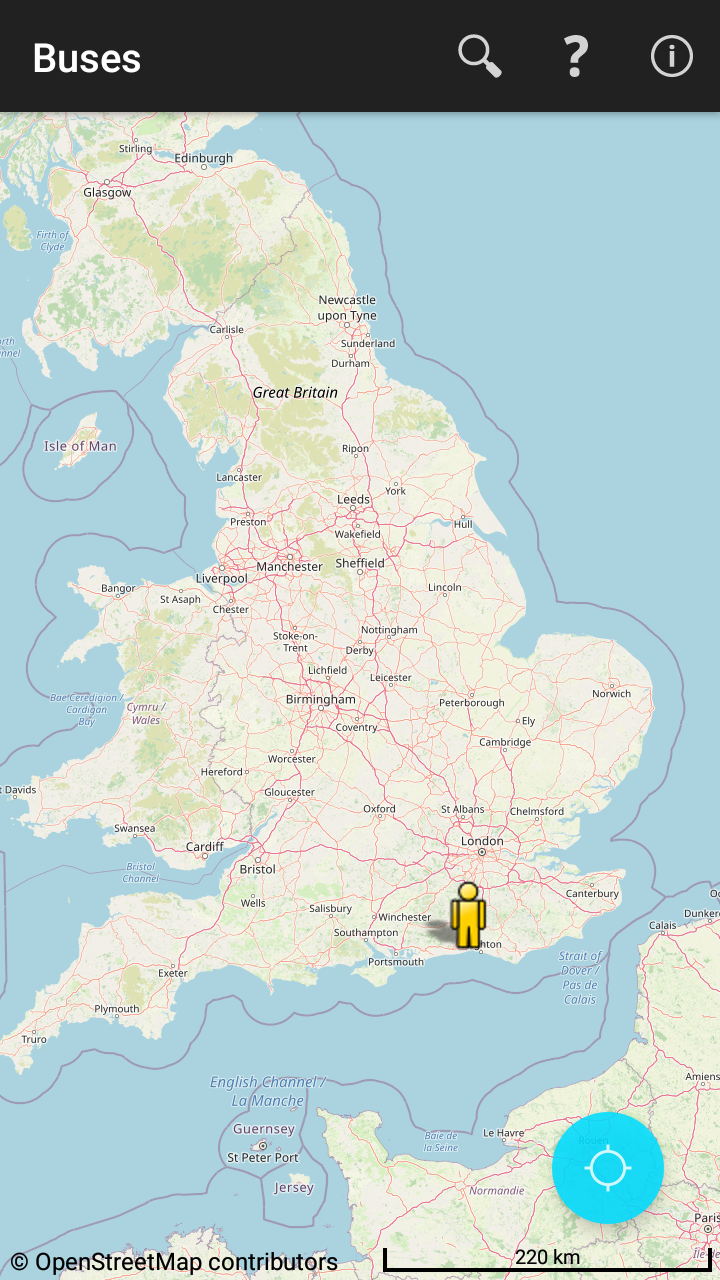 Buses
?
i
Stirling
Edinburgh
Glasgow
Firth of
Clyde
Newcastle
upon Tyne
Carlisle
Sunderland
Durham
Great Britain
Isle of Man
Ripon
Lancaster
York
Leeds
Preston
Hull
Wakefield
Manchester
Sheffield
Liverpool
Bangor
St Asaph
Chester
Lincoln
Stoke-on-
Trent
Nottingham
Derby
Lichfield
Leicester
Norwich
Bae Ceredigion /
Cardigan
Bay
Cymru /
Wales
Birmingham
Peterborough
Ely
Coventry
Cambridge
Worcester
Hereford
t Davids
Gloucester
Oxford
St Albans
Chelmsford
Swansea
Cardiff
London
Bristol
Bristol
Channel
Canterbury
Wells
Salisbury
Winchester
Southampton
ghton
Calais
Dunker
Portsmouth
Strait of
Dover /
Pas de
Calais
Exeter
Plymouth
Truro
English Channel /
La Manche
Amiens
Guernsey
St Peter Port
Baie de
la Seine
Le Havre
Rouen
Jersey
Normandie
Paris
© OpenStreetMap contributors
220 km